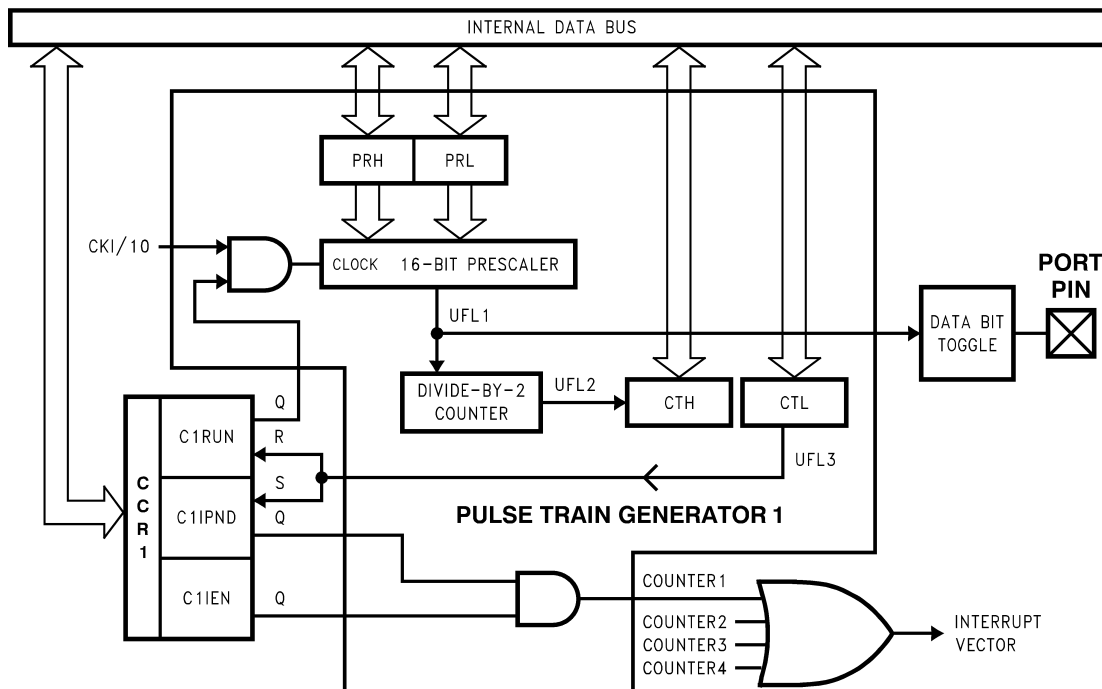 INTERNAL DATA BUS
PRH
PRL
CKI/10
CLOCK 16-BIT PRESCALER
PORT
PIN
UFL1
DATA BIT
TOGGLE
DIVIDE-BY-2
COUNTER
UFL2
CTH
CTL
CCR1
C1RUN
Q
R
UFL3
C1IPND
S
Q
PULSE TRAIN GENERATOR 1
C1IEN
Q
COUNTER1
COUNTER2
COUNTER3
COUNTER4
INTERRUPT
VECTOR